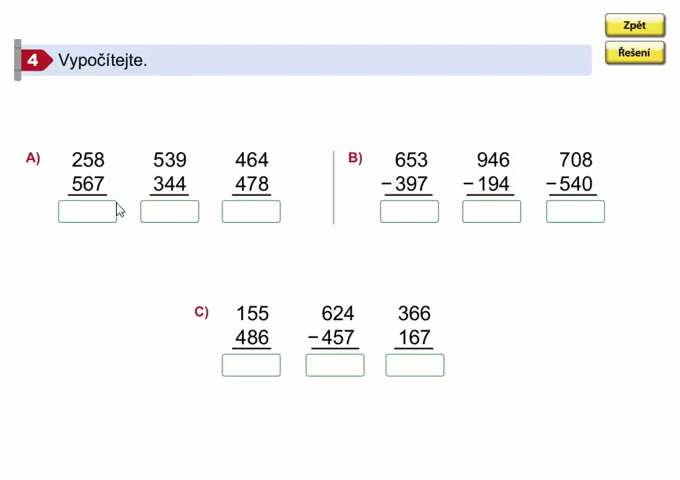 Zpět
4 Vypočítejte.
Řešení
A) 258 539 464 B) 653 946 708
567 344 478 −397 −194 −540
C) 155 624 366
486 −457 167